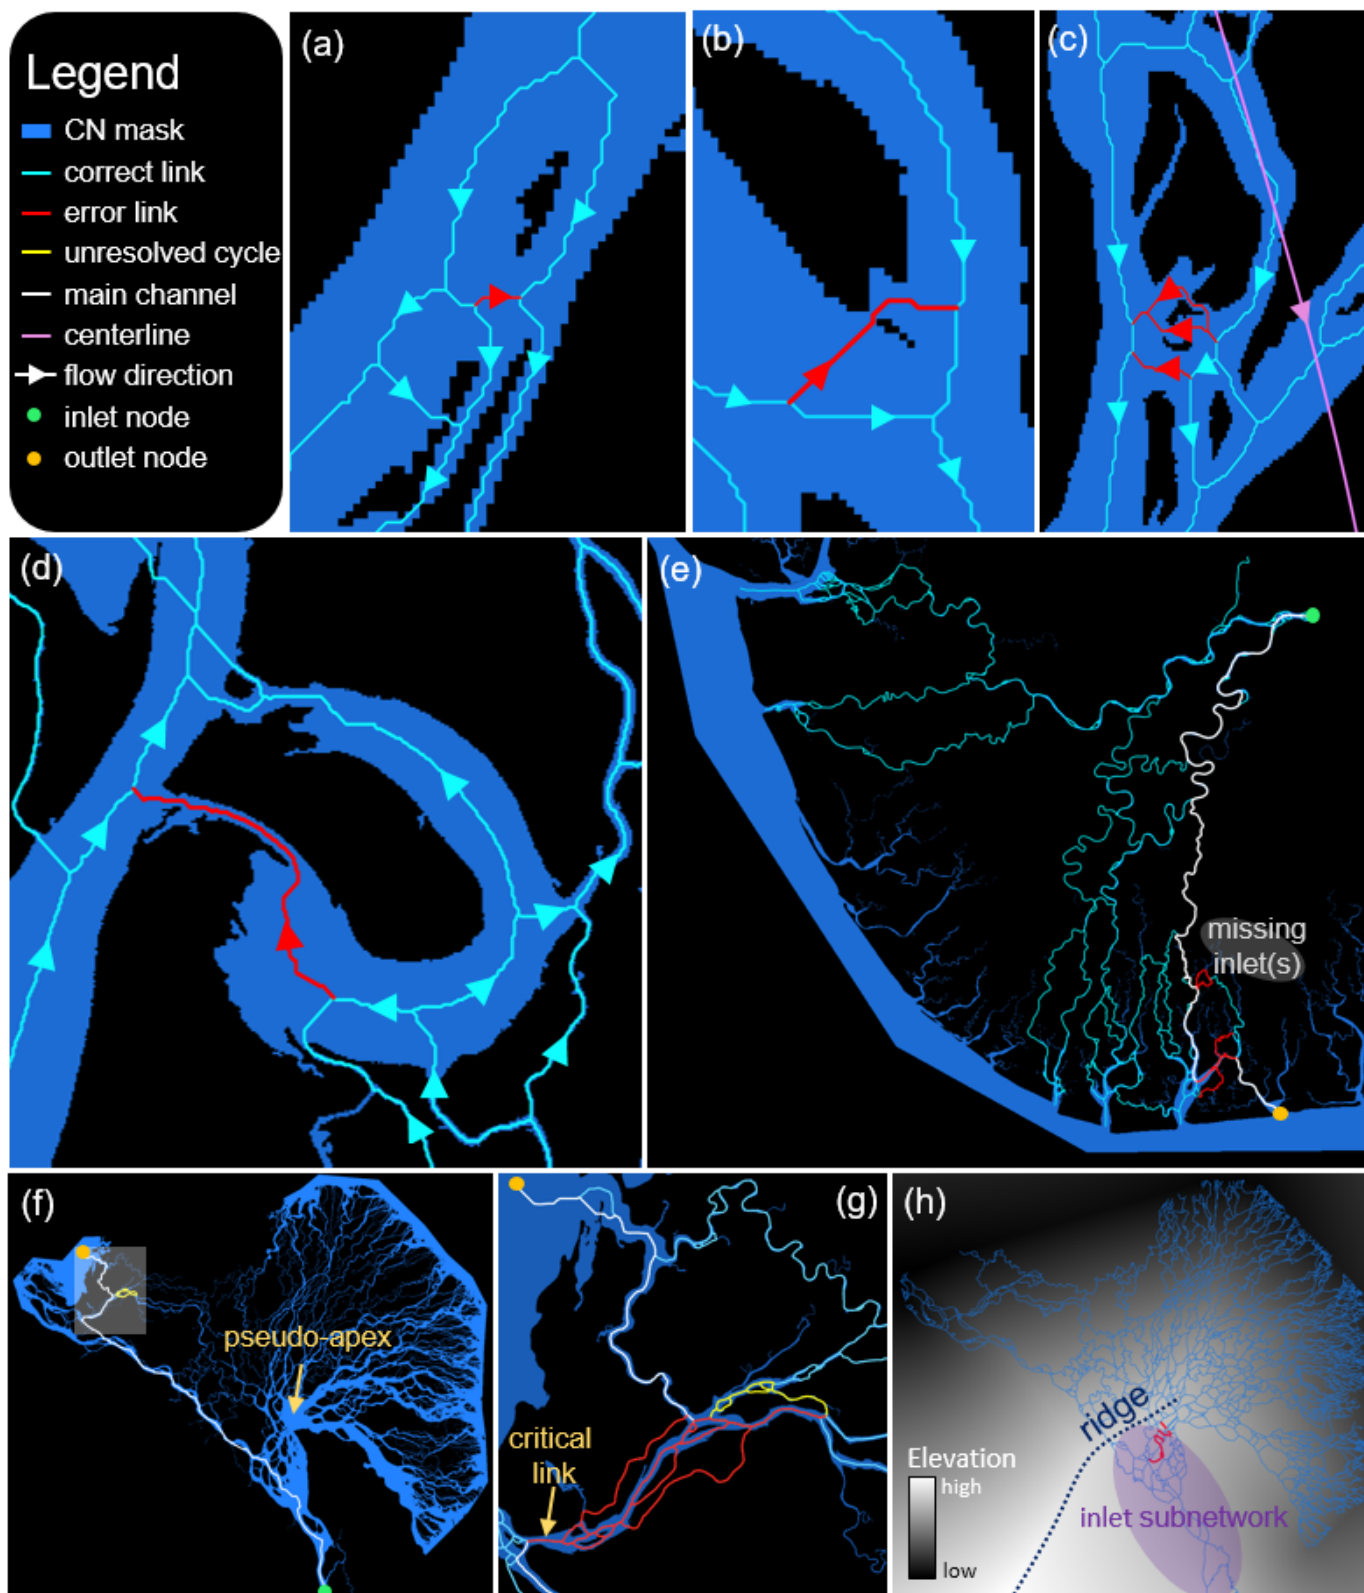 Legend
CN mask
correct link
error link
unresolved cycle
main channel
centerline
flow direction
inlet node
outlet node
(a)
(b)
(c)
(d)
(e)
missing
inlet(s)
(f)
pseudo-apex
(g)
critical
link
(h)
ridge
Elevation
high
low
inlet subnetwork